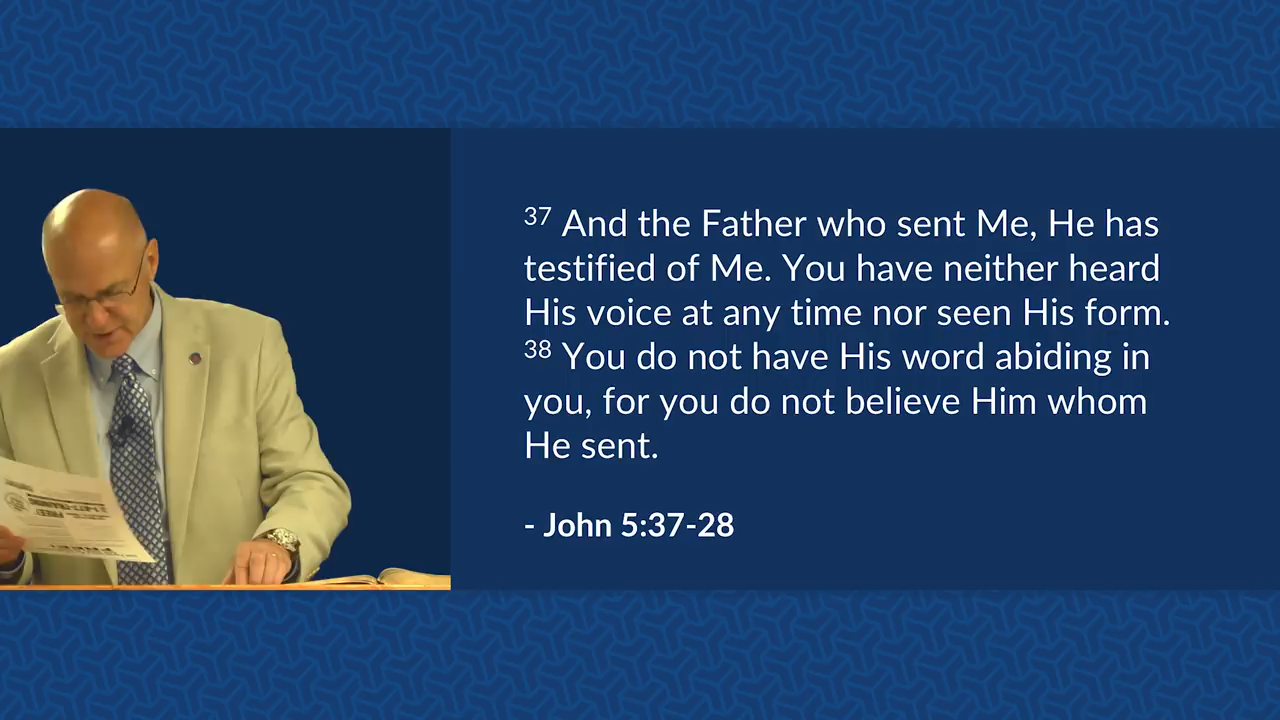 37 And the Father who sent Me, He has
testified of Me. You have neither heard
His voice at any time nor seen His form.
38 You do not have His word abiding in
you, for you do not believe Him whom
He sent.
- John 5:37-28